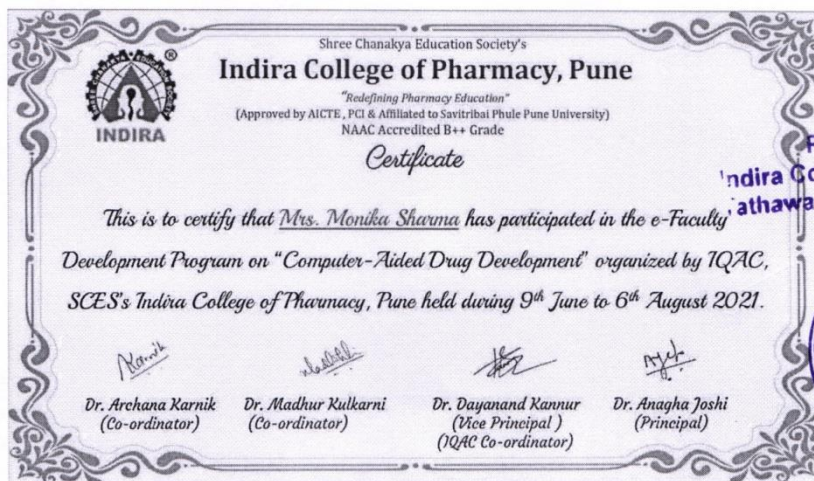 Shree Chanakya Education Society's
Indira College of Pharmacy, Pune
"Redefining Pharmacy Education"
(Approved by AICTE, PCI & Affiliated to Savitribai Phule Pune University)
NAAC Accredited B++ Grade
INDIRA
Certificate
This is to certify that Mrs. Monika Sharma has participated in the e-Faculty
Development Program on "Computer-Aided Drug Development" organized by IQAC,
SCES's Indira College of Pharmacy, Pune held during 9th June to 6th August 2021.
Dr. Archana Karnik
(Co-ordinator)
Dr. Madhur Kulkarni
(Co-ordinator)
Dr. Dayanand Kannur
(Vice Principal)
(IQAC Co-ordinator)
Dr. Anagha Joshi
(Principal)